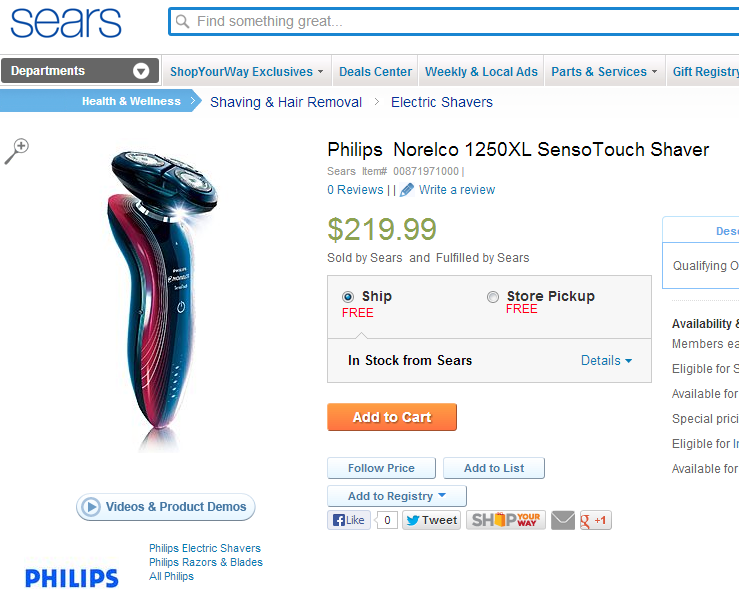 sears
Find something great...
Departments
ShopYourWay Exclusives
Deals Center
Weekly & Local Ads
Parts & Services
Gift Registry
Health & Wellness
Shaving & Hair Removal
Electric Shavers
Philips Norelco 1250XL SensoTouch Shaver
Sears Item# 00871971000 |
0 Reviews | | Write a review
$219.99
Sold by Sears and Fulfilled by Sears
Ship
FREE
Store Pickup
FREE
In Stock from Sears
Details
Add to Cart
Follow Price
Add to List
Add to Registry
Like
0
Tweet
SHOP YOUR WAY
g +1
Des
Qualifying O
Availability &
Members ea
Eligible for S
Available for
Special prici
Eligible for I
Available for
PHILIPS
NORELCO
Videos & Product Demos
PHILIPS
Philips Electric Shavers
Philips Razors & Blades
All Philips